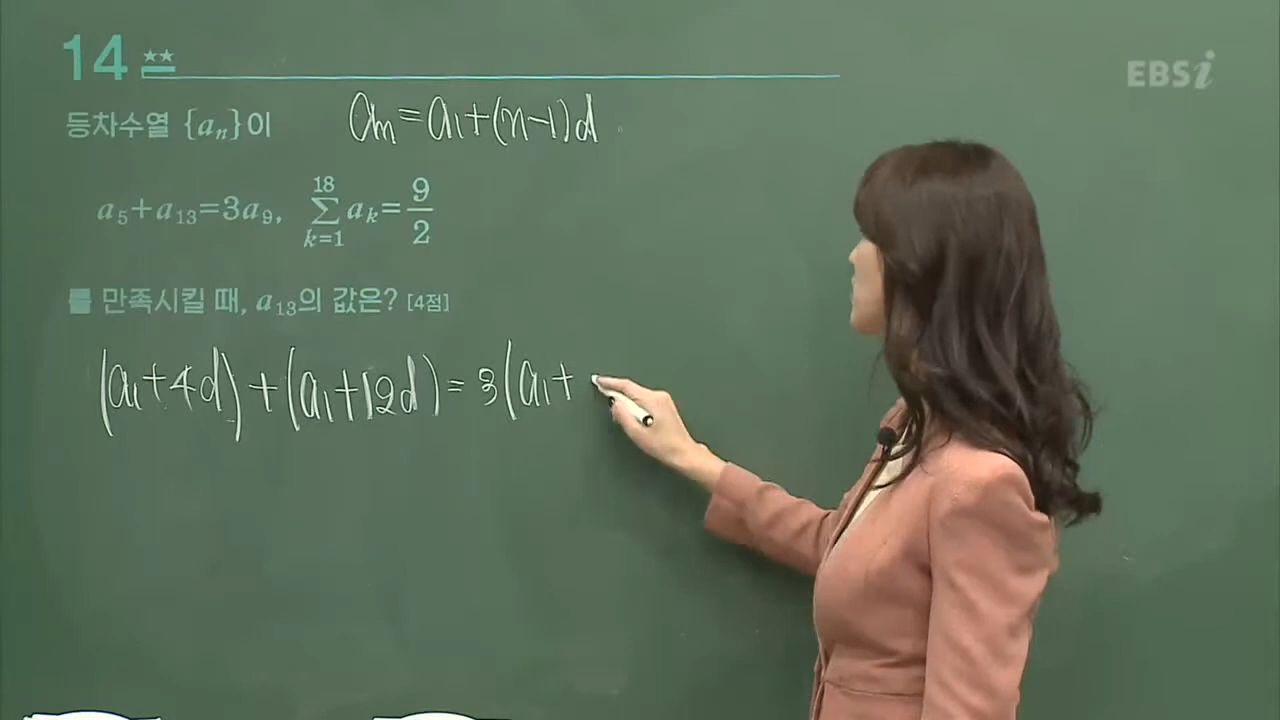 14 ★★
EBSi
등차수열 {aₙ}이
aₙ=a₁+(n-1)d
a₅+a₁₃=3a₉, ∑_{k=1}^{18} aₖ=9/2
를 만족시킬 때, a₁₃의 값은? [4점]
(a₁+4d)+(a₁+12d)=3(a₁+